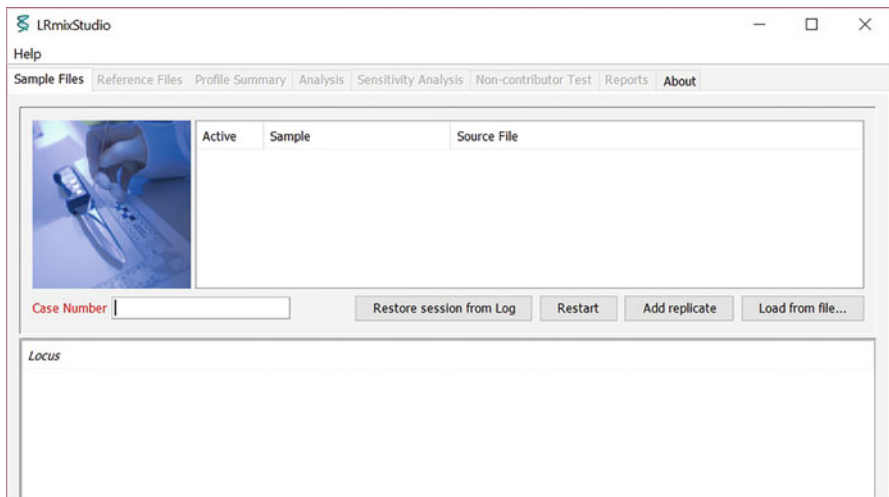 LRmixStudio
Help
Sample Files Reference Files Profile Summary Analysis Sensitivity Analysis Non-contributor Test Reports About
Active Sample Source File
Case Number Restore session from Log Restart Add replicate Load from file...
Locus